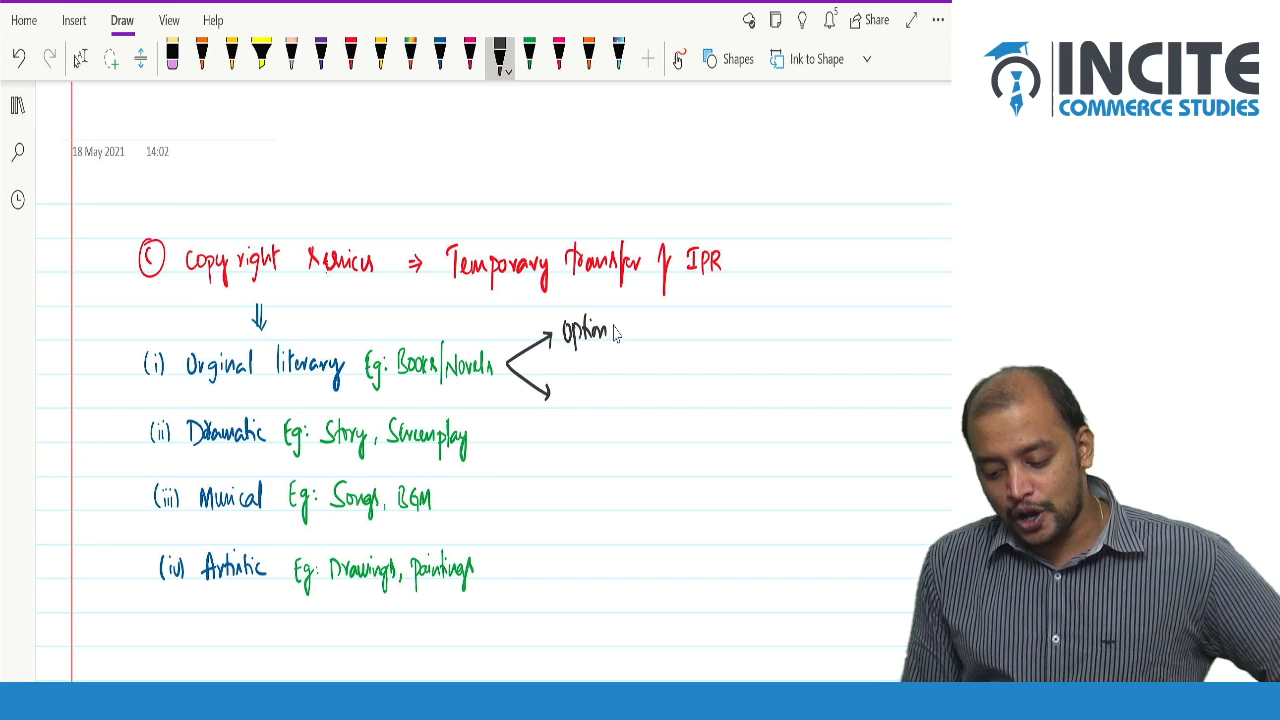 Home Insert Draw View Help 5 Share
Shapes Ink to Shape
INCITE
COMMERCE STUDIES
18 May 2021 14:02
(c) Copyright services ⇒ Temporary transfer of IPR
⇓
option
(i) Orginal literary Eg: Books/Novels
(ii) Dramatic Eg: Story, Screenplay
(iii) Musical Eg: Songs, BGM
(iv) Artistic Eg: Drawings, Paintings